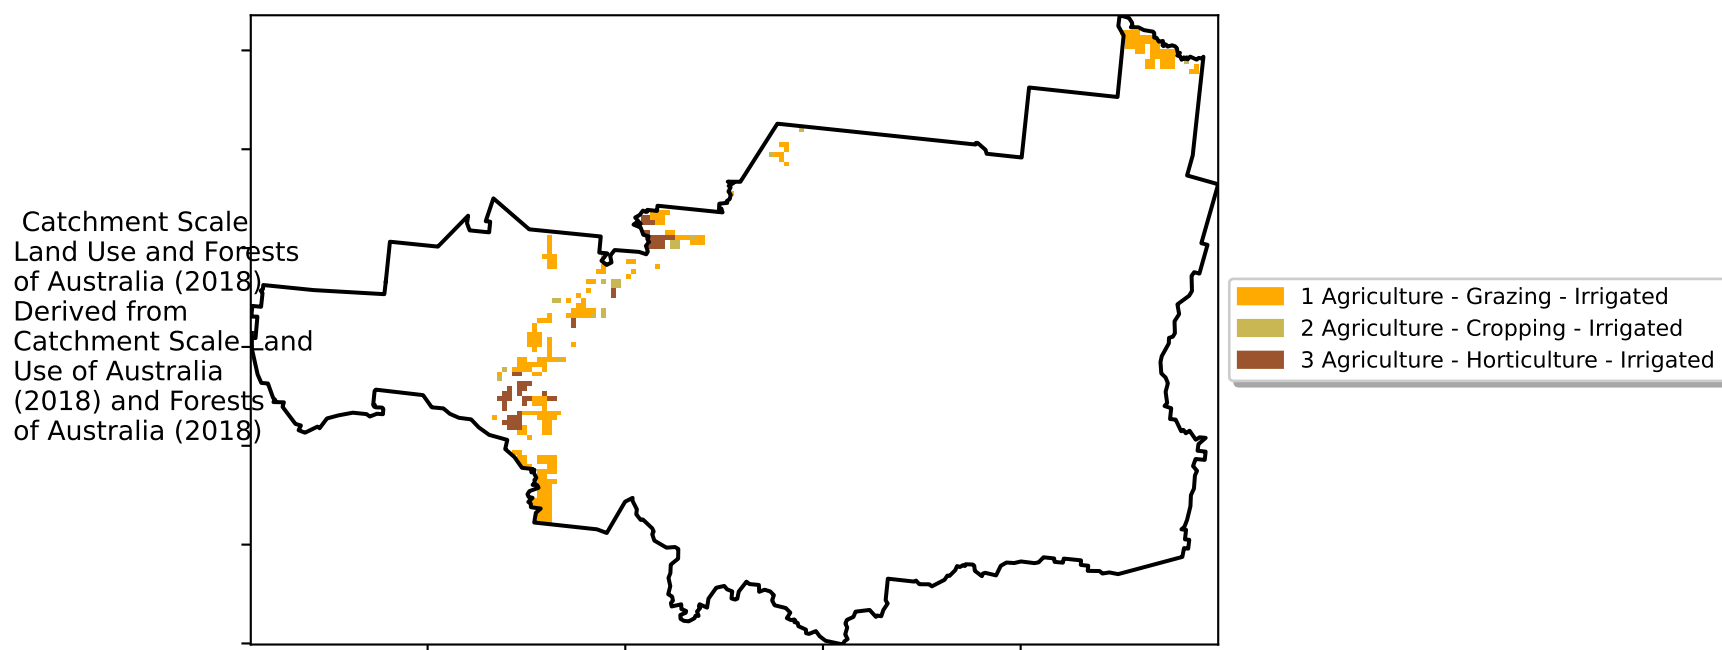 Catchment Scale
Land Use and Forests
of Australia (2018)
Derived from
Catchment Scale Land
Use of Australia
(2018) and Forests
of Australia (2018)
1 Agriculture - Grazing - Irrigated
2 Agriculture - Cropping - Irrigated
3 Agriculture - Horticulture - Irrigated